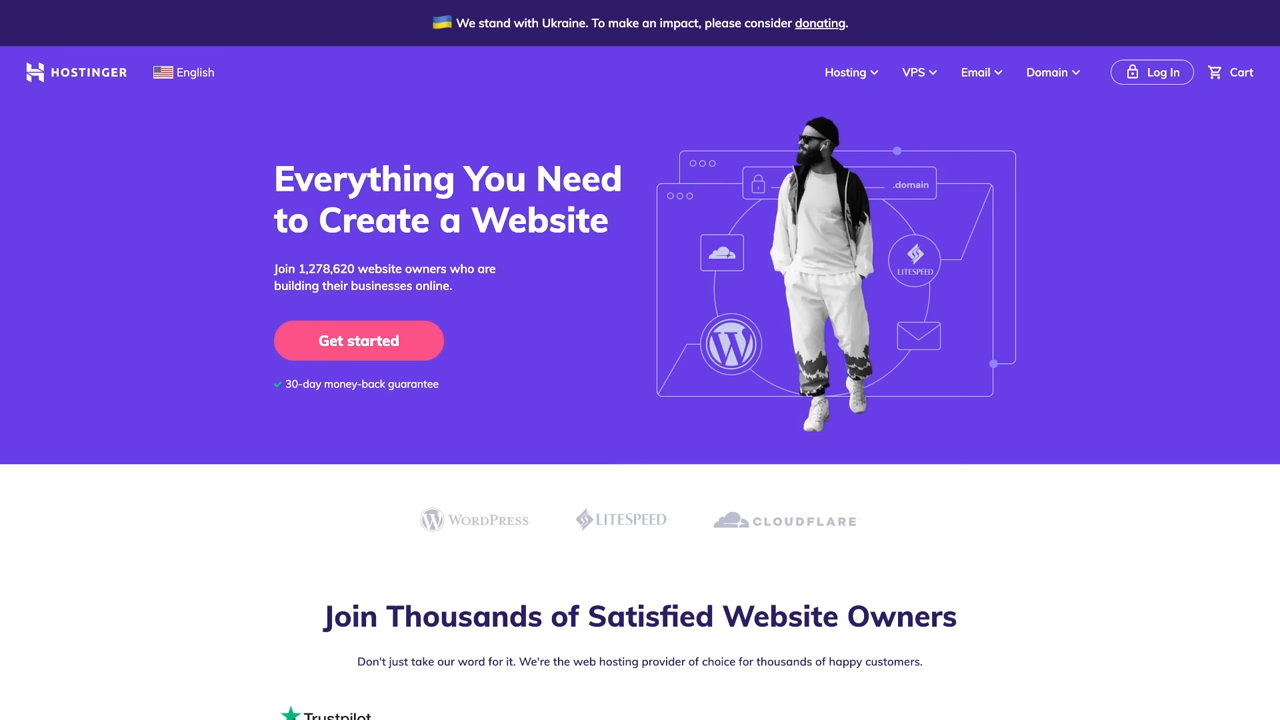 We stand with Ukraine. To make an impact, please consider donating.
HOSTINGER
English
Hosting
VPS
Email
Domain
Log In
Cart
Everything You Need
to Create a Website
Join 1,278,620 website owners who are
building their businesses online.
Get started
30-day money-back guarantee
.domain
LITESPEED
WORDPRESS
LITESPEED
CLOUDFLARE
Join Thousands of Satisfied Website Owners
Don't just take our word for it. We're the web hosting provider of choice for thousands of happy customers.
Trustpilot